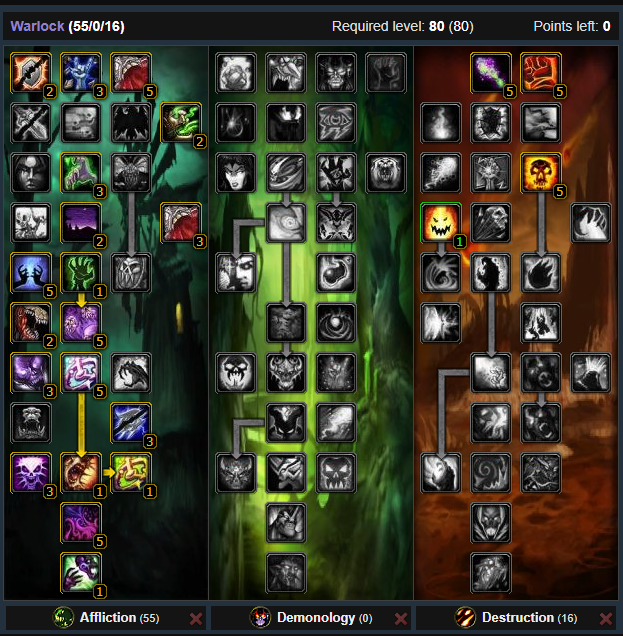 Warlock (55/0/16) Required level: 80 (80) Points left: 0
2 3 5 5 5
2
3 5
2 3 1
5 1
2 5
3 5
3
3 1 1
5
1
Affliction (55) Demonology (0) Destruction (16)